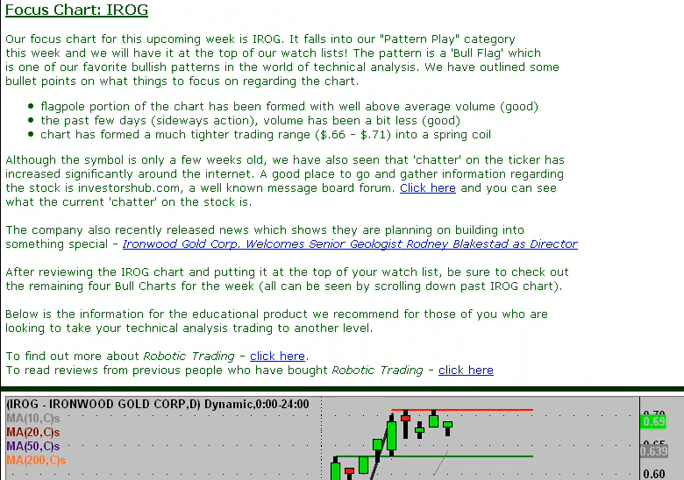 Focus Chart: IROG
Our focus chart for this upcoming week is IROG. It falls into our "Pattern Play" category
this week and we will have it at the top of our watch lists! The pattern is a 'Bull Flag' which
is one of our favorite bullish patterns in the world of technical analysis. We have outlined some
bullet points on what things to focus on regarding the chart.
• flagpole portion of the chart has been formed with well above average volume (good)
• the past few days (sideways action), volume has been a bit less (good)
• chart has formed a much tighter trading range ($.66 - $.71) into a spring coil
Although the symbol is only a few weeks old, we have also seen that 'chatter' on the ticker has
increased significantly around the internet. A good place to go and gather information regarding
the stock is investorshub.com, a well known message board forum. Click here and you can see
what the current 'chatter' on the stock is.
The company also recently released news which shows they are planning on building into
something special - Ironwood Gold Corp. Welcomes Senior Geologist Rodney Blakestad as Director
After reviewing the IROG chart and putting it at the top of your watch list, be sure to check out
the remaining four Bull Charts for the week (all can be seen by scrolling down past IROG chart).
Below is the information for the educational product we recommend for those of you who are
looking to take your technical analysis trading to another level.
To find out more about Robotic Trading - click here.
To read reviews from previous people who have bought Robotic Trading - click here
(IROG - IRONWOOD GOLD CORP,D) Dynamic,0:00-24:00
MA(10,C)s
MA(20,C)s
MA(50,C)s
MA(200,C)s
0.70
0.69
0.65
0.639
0.60